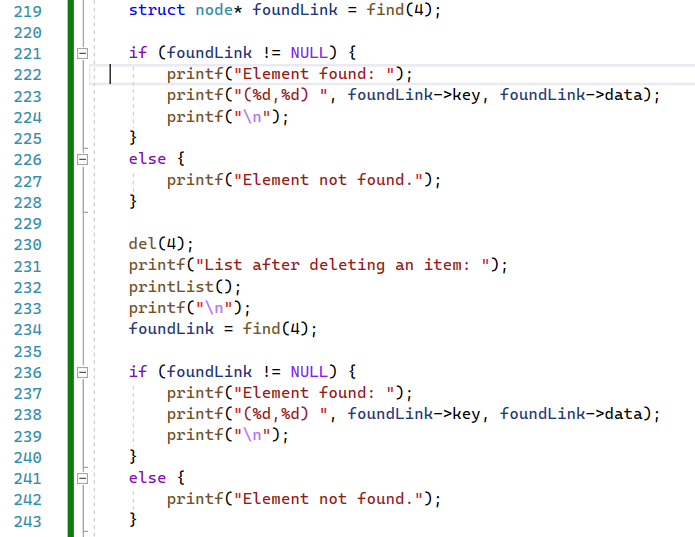 219 struct node* foundLink = find(4);
220
221 if (foundLink != NULL) {
222 printf("Element found: ");
223 printf("(%d,%d) ", foundLink->key, foundLink->data);
224 printf("\n");
225 }
226 else {
227 printf("Element not found.");
228 }
229
230 del(4);
231 printf("List after deleting an item: ");
232 printList();
233 printf("\n");
234 foundLink = find(4);
235
236 if (foundLink != NULL) {
237 printf("Element found: ");
238 printf("(%d,%d) ", foundLink->key, foundLink->data);
239 printf("\n");
240 }
241 else {
242 printf("Element not found.");
243 }